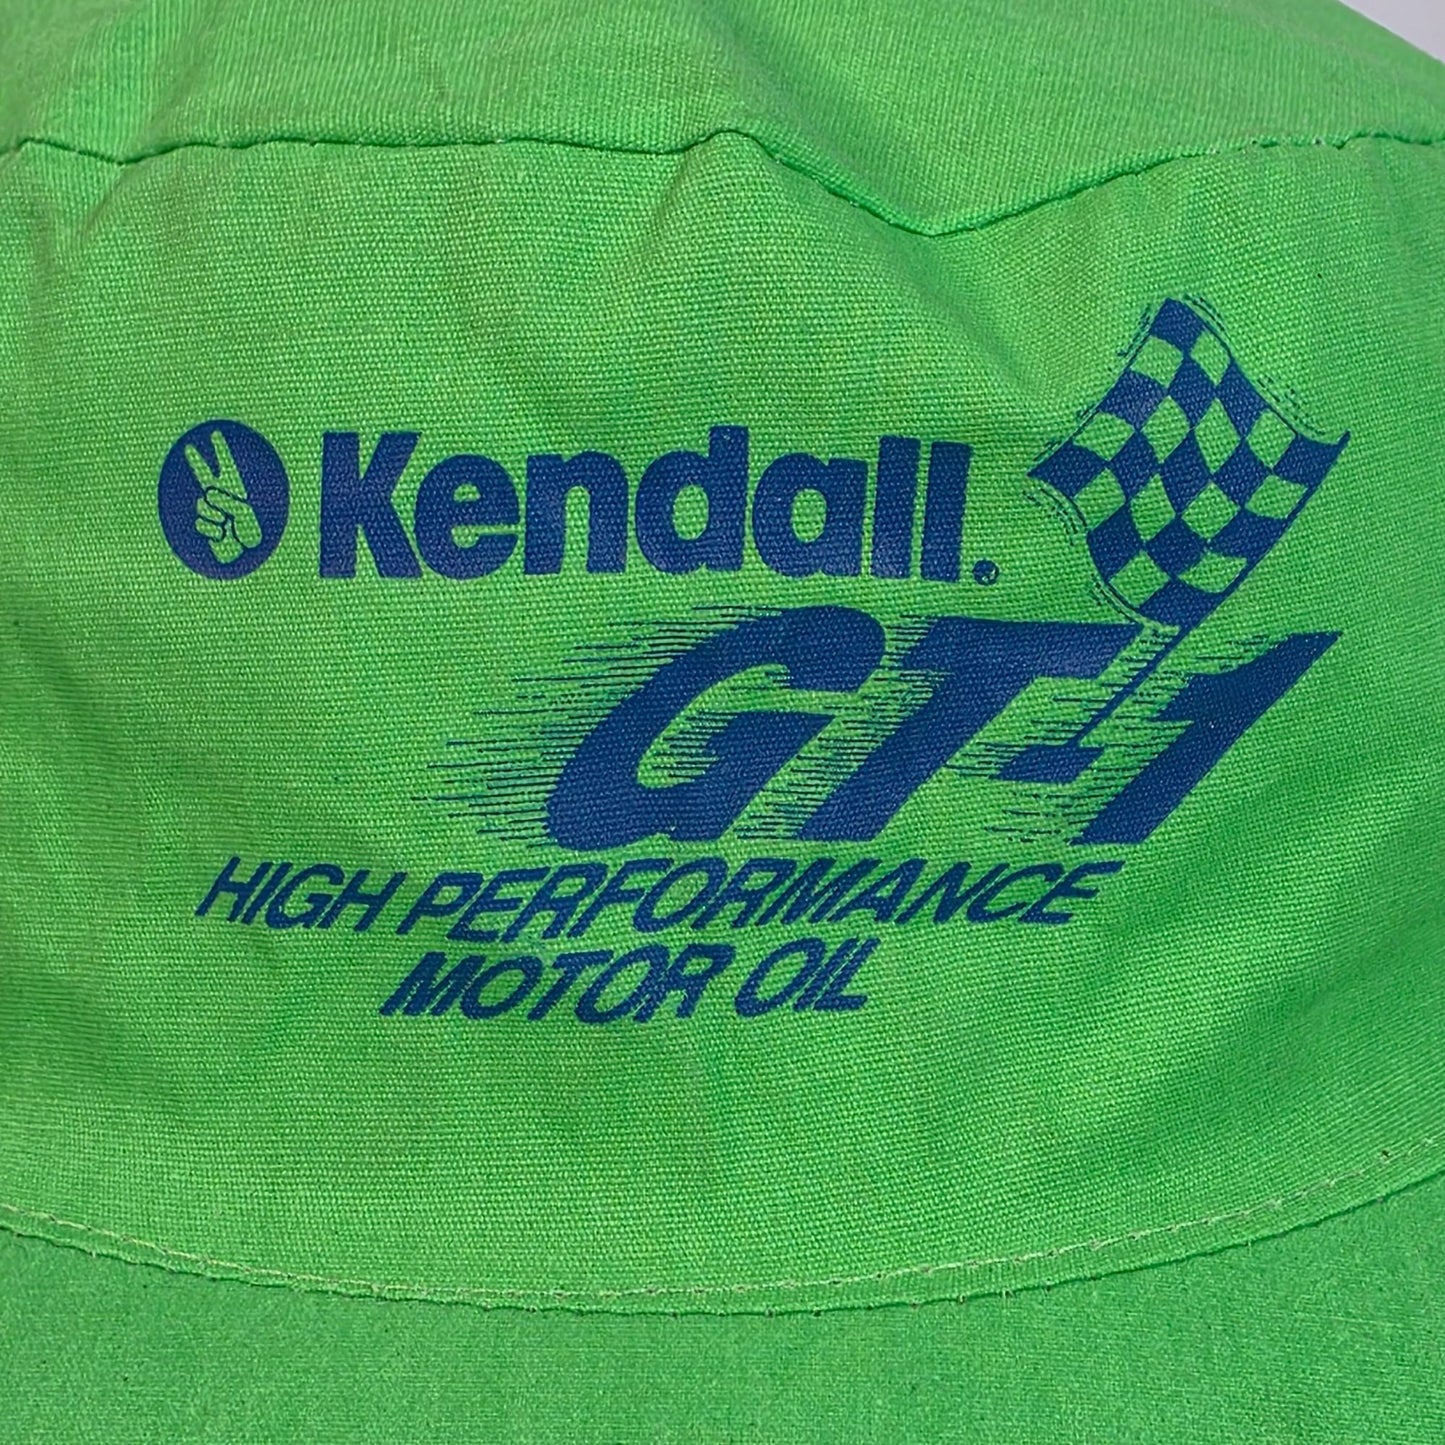 Kendall®
GT-1
HIGH PERFORMANCE
MOTOR OIL